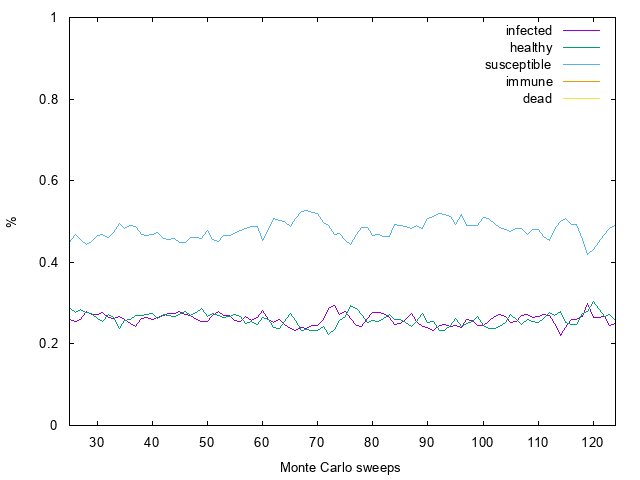 1
0.8
0.6
0.4
0.2
0
%
infected
healthy
susceptible
immune
dead
30 40 50 60 70 80 90 100 110 120
Monte Carlo sweeps